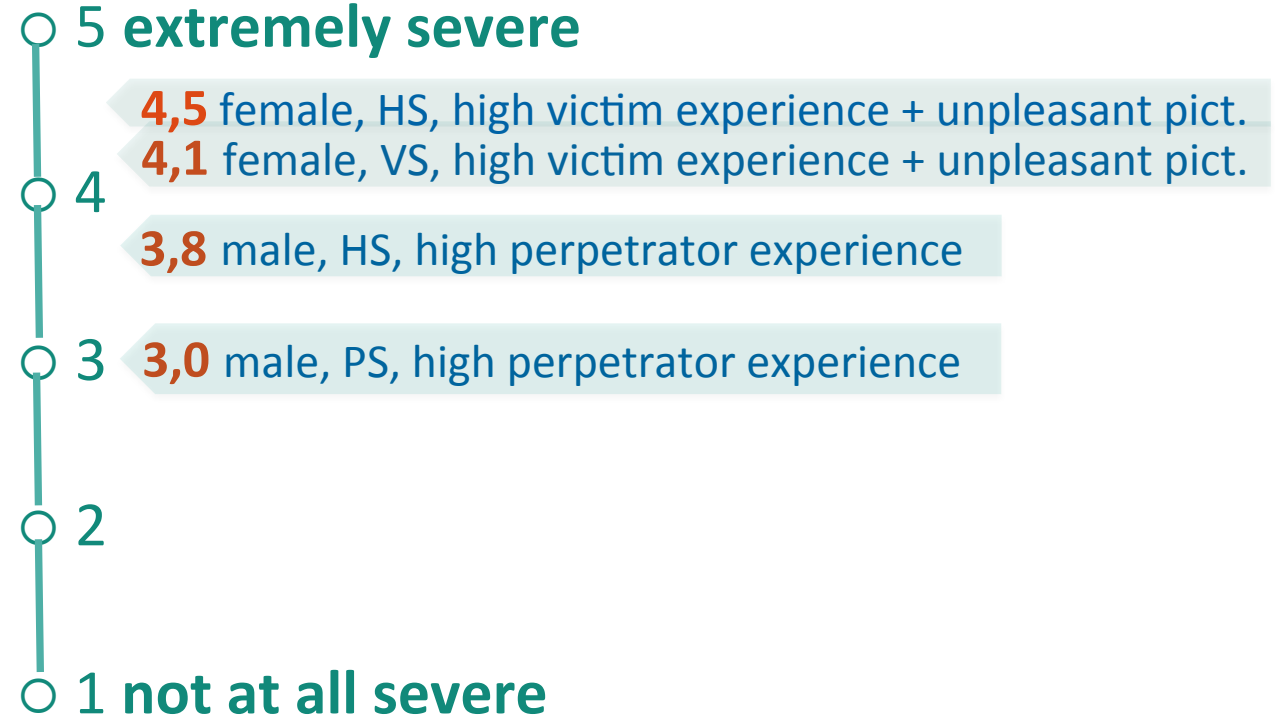 5 extremely severe
4,5 female, HS, high victim experience + unpleasant pict.
4,1 female, VS, high victim experience + unpleasant pict.
4
3,8 male, HS, high perpetrator experience
3 3,0 male, PS, high perpetrator experience
2
1 not at all severe